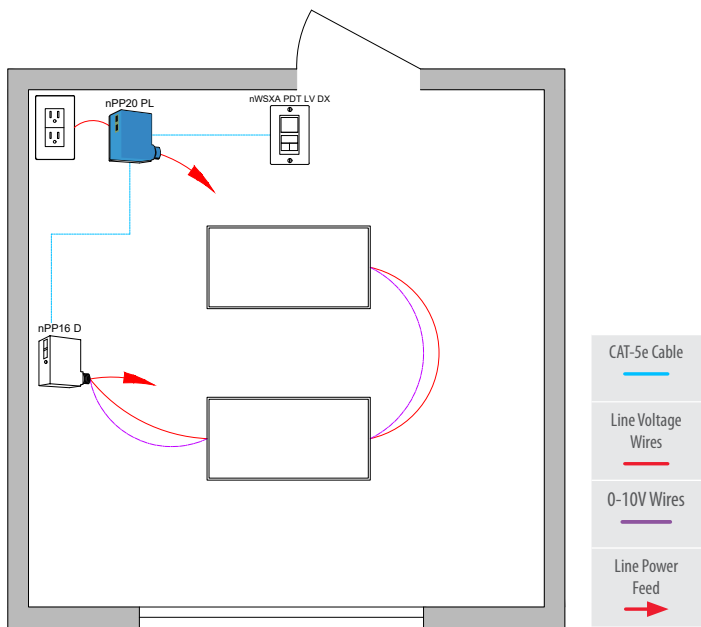 nPP20 PL
nWSXA PDT LV DX
nPP16 D
CAT-5e Cable
Line Voltage
Wires
0-10V Wires
Line Power
Feed